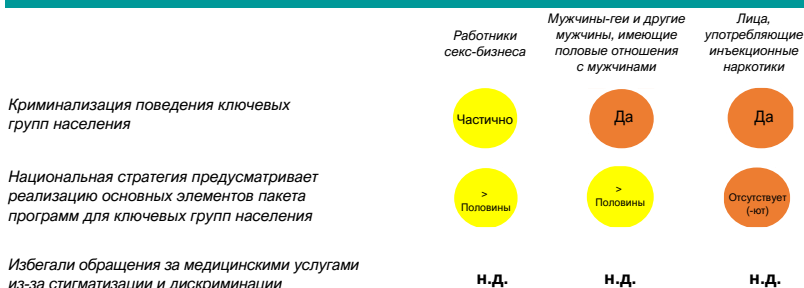 Работники
секс-бизнеса
Мужчины-геи и другие
мужчины, имеющие
половые отношения
с мужчинами
Лица,
употребляющие
инъекционные
наркотики
Криминализация поведения ключевых
групп населения
Частично
Да
Да
Национальная стратегия предусматривает
реализацию основных элементов пакета
программ для ключевых групп населения
>
Половины
>
Половины
Отсутствует
(-ют)
Избегали обращения за медицинскими услугами
из-за стигматизации и дискриминации
н.д.
н.д.
н.д.